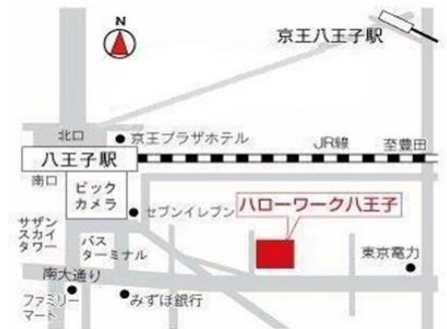 N
京王八王子駅
北口
京王プラザホテル
JR線
至豊田
八王子駅
南口
ビック
カメラ
セブンイレブン
ハローワーク八王子
サザン
スカイ
タワー
バス
ターミナル
東京電力
南大通り
ファミリー
マート
みずほ銀行